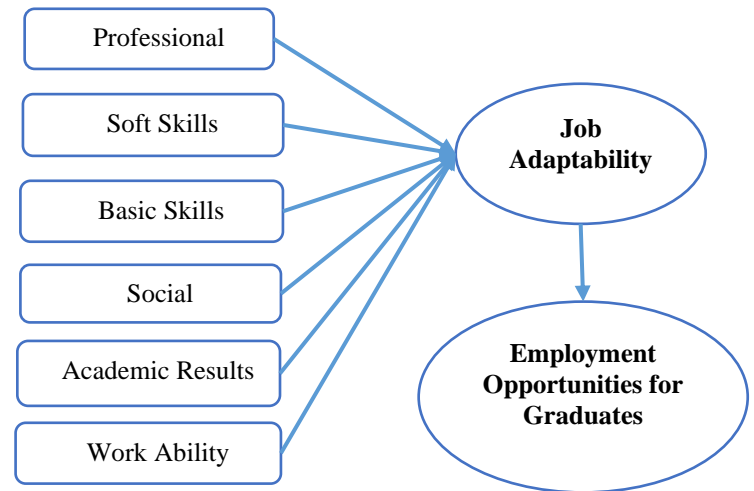 Professional
Soft Skills
Basic Skills
Social
Academic Results
Work Ability
Job
Adaptability
Employment
Opportunities for
Graduates